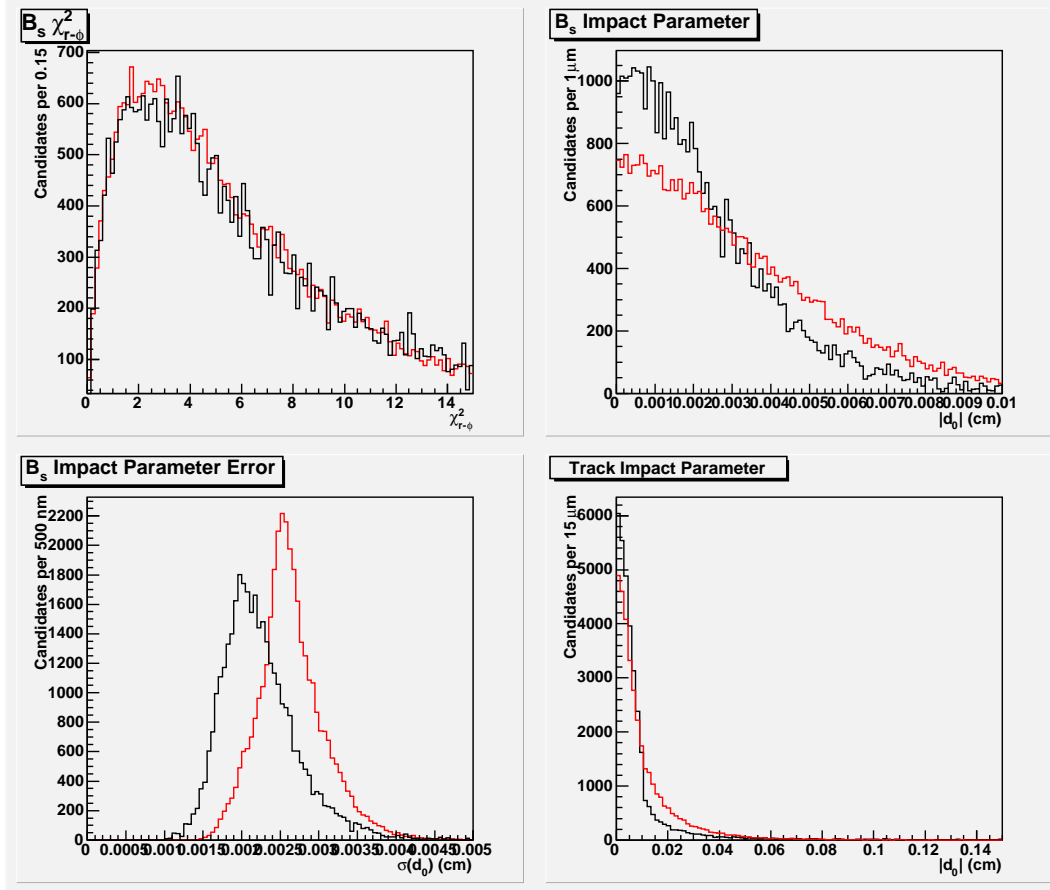 B_s χ²_{r-φ}
Candidates per 0.15
700
600
500
400
300
200
100
0 2 4 6 8 10 12 14
χ²_{r-φ}
B_s Impact Parameter
Candidates per 1μm
1000
800
600
400
200
0
0 0.001 0.002 0.003 0.004 0.005 0.006 0.007 0.008 0.009 0.01
|d_0| (cm)
B_s Impact Parameter Error
Candidates per 500 nm
2200
2000
1800
1600
1400
1200
1000
800
600
400
200
0
0 0.0005 0.001 0.0015 0.002 0.0025 0.003 0.0035 0.004 0.0045 0.005
σ(d_0) (cm)
Track Impact Parameter
Candidates per 15 μm
6000
5000
4000
3000
2000
1000
0
0 0.02 0.04 0.06 0.08 0.1 0.12 0.14
|d_0| (cm)